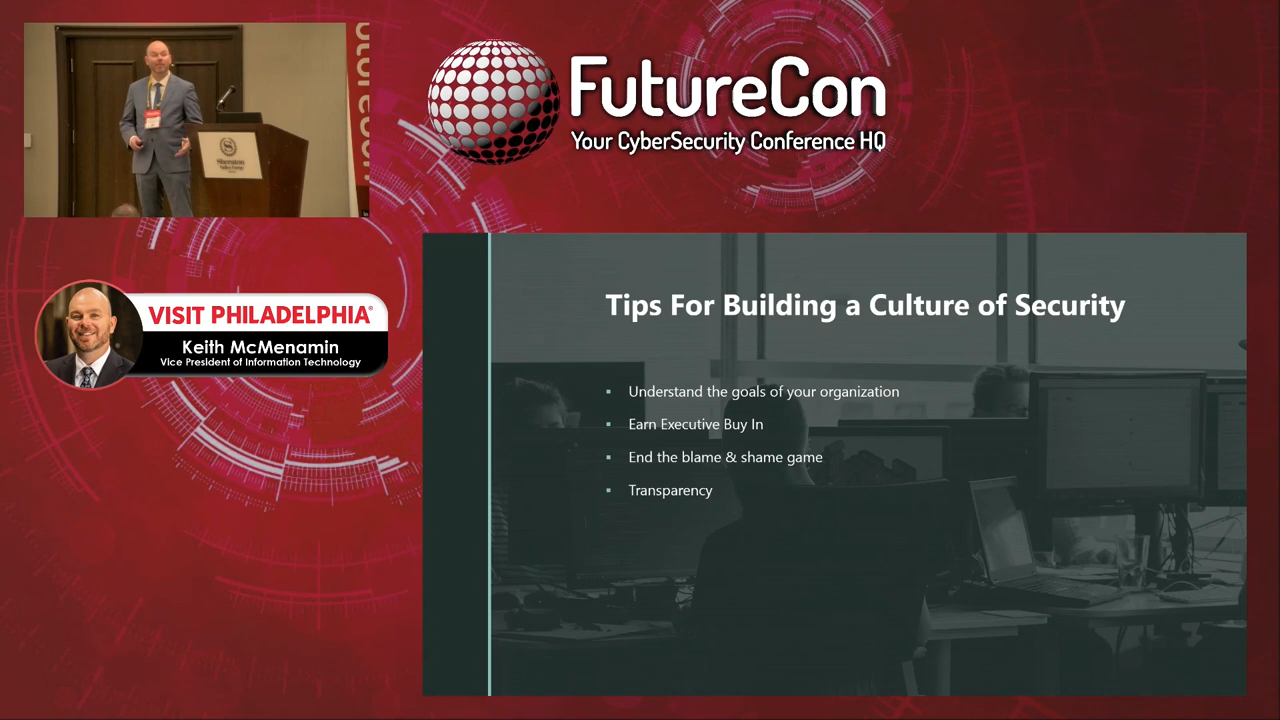 FutureCon
Your CyberSecurity Conference HQ
VISIT PHILADELPHIA®
Keith McMenamin
Vice President of Information Technology
Sheraton
Tips For Building a Culture of Security
▪ Understand the goals of your organization
▪ Earn Executive Buy In
▪ End the blame & shame game
▪ Transparency